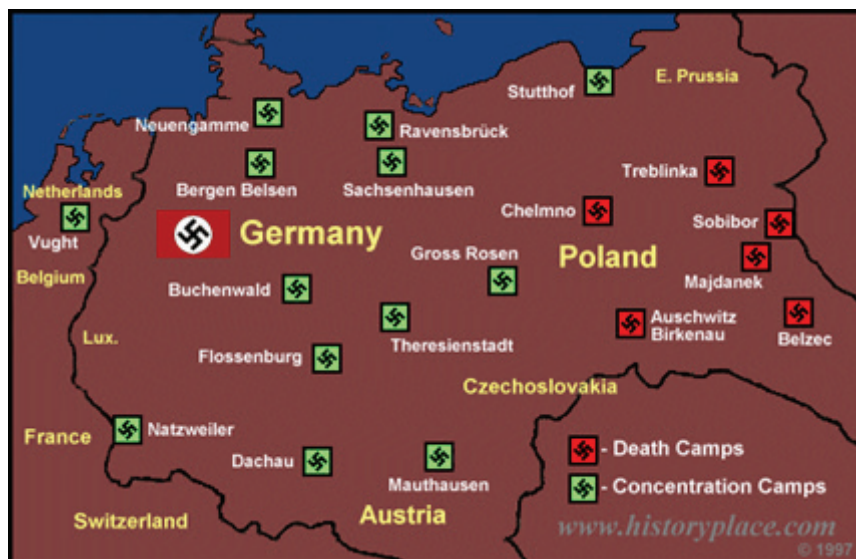 E. Prussia
Stutthof
Neuengamme
Ravensbrück
Treblinka
Bergen Belsen
Sachsenhausen
Netherlands
Vught
Chelmno
Sobibor
Germany
Gross Rosen
Poland
Belgium
Majdanek
Buchenwald
Auschwitz
Birkenau
Belzec
Lux.
Theresienstadt
Flossenburg
Czechoslovakia
France
Natzweiler
- Death Camps
Dachau
Mauthausen
- Concentration Camps
Switzerland
Austria
www.historyplace.com
© 1997